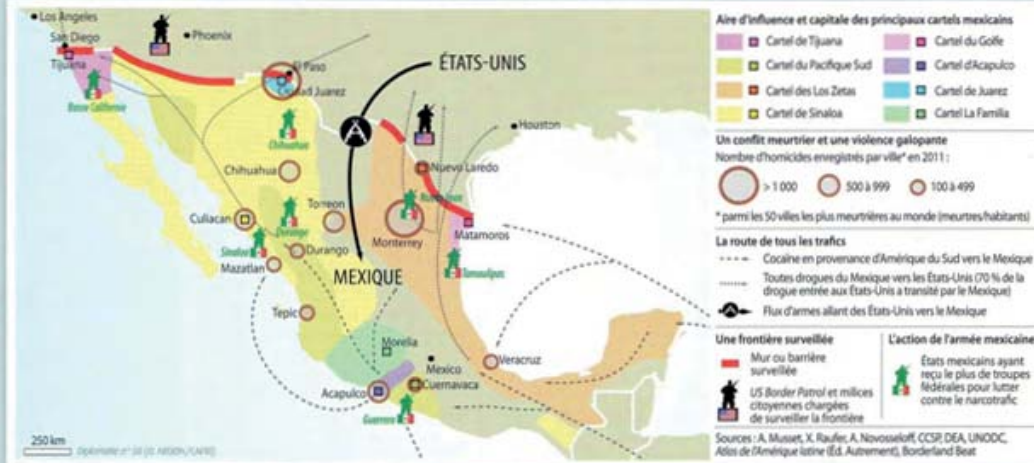 Los Angeles
San Diego
Phoenix
Tijuana
Basse Californie
El Paso
Ciudad Juarez
ÉTATS-UNIS
Houston
Chihuahua
Chihuahua
Nuevo Laredo
Nuevo Leon
Culiacan
Torreon
Durango
Monterrey
Matamoros
Sinaloa
Durango
Mazatlan
MEXIQUE
Tamaulipas
Tepic
Morelia
Mexico
Veracruz
Acapulco
Cuernavaca
Guerrero
250 km
Aire d'influence et capitale des principaux cartels mexicains
Cartel de Tijuana
Cartel du Golfe
Cartel du Pacifique Sud
Cartel d'Acapulco
Cartel des Los Zetas
Cartel de Juarez
Cartel de Sinaloa
Cartel La Familia
Un conflit meurtrier et une violence galopante
Nombre d'homicides enregistrés par ville* en 2011 :
> 1 000
500 à 999
100 à 499
* parmi les 50 villes les plus meurtrières au monde (meurtres/habitants)
La route de tous les trafics
Cocaïne en provenance d'Amérique du Sud vers le Mexique
Toutes drogues du Mexique vers les États-Unis (70 % de la
drogue entrée aux États-Unis a transité par le Mexique)
Flux d'armes allant des États-Unis vers le Mexique
Une frontière surveillée
Mur ou barrière
surveillée
US Border Patrol et milices
citoyennes chargées
de surveiller la frontière
L'action de l'armée mexicaine
États mexicains ayant
reçu le plus de troupes
fédérales pour lutter
contre le narcotrafic
Sources : A. Musset, X. Raufer, A. Novosseloff, CCSP, DEA, UNODC,
Atlas de l'Amérique latine (Éd. Autrement), Borderland Beat